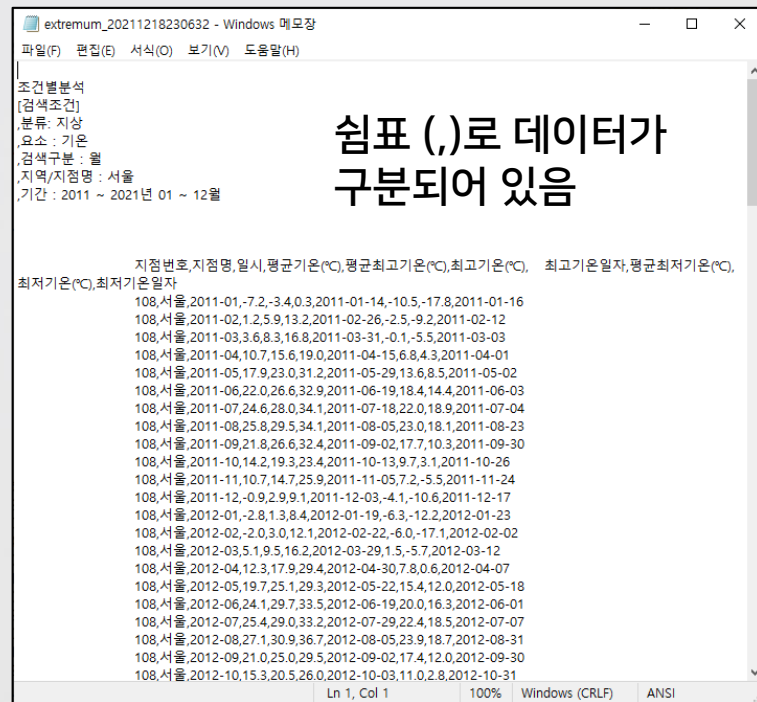 extremum_20211218230632 - Windows 메모장
파일(F) 편집(E) 서식(O) 보기(V) 도움말(H)
조건별분석
[검색조건]
,분류: 지상
,요소 : 기온
,검색구분 : 월
,지역/지점명 : 서울
,기간 : 2011 ~ 2021년 01 ~ 12월
쉼표 (,)로 데이터가
구분되어 있음
지점번호,지점명,일시,평균기온(℃),평균최고기온(℃),최고기온(℃), 최고기온일자,평균최저기온(℃),
최저기온(℃),최저기온일자
108,서울,2011-01,-7.2,-3.4,0.3,2011-01-14,-10.5,-17.8,2011-01-16
108,서울,2011-02,1.2,5.9,13.2,2011-02-26,-2.5,-9.2,2011-02-12
108,서울,2011-03,3.6,8.3,16.8,2011-03-31,-0.1,-5.5,2011-03-03
108,서울,2011-04,10.7,15.6,19.0,2011-04-15,6.8,4.3,2011-04-01
108,서울,2011-05,17.9,23.0,31.2,2011-05-29,13.6,8.5,2011-05-02
108,서울,2011-06,22.0,26.6,32.9,2011-06-19,18.4,14.4,2011-06-03
108,서울,2011-07,24.6,28.0,34.1,2011-07-18,22.0,18.9,2011-07-04
108,서울,2011-08,25.8,29.5,34.1,2011-08-05,23.0,18.1,2011-08-23
108,서울,2011-09,21.8,26.6,32.4,2011-09-02,17.7,10.3,2011-09-30
108,서울,2011-10,14.2,19.3,23.4,2011-10-13,9.7,3.1,2011-10-26
108,서울,2011-11,10.7,14.7,25.9,2011-11-05,7.2,-5.5,2011-11-24
108,서울,2011-12,-0.9,2.9,9.1,2011-12-03,-4.1,-10.6,2011-12-17
108,서울,2012-01,-2.8,1.3,8.4,2012-01-19,-6.3,-12.2,2012-01-23
108,서울,2012-02,-2.0,3.0,12.1,2012-02-22,-6.0,-17.1,2012-02-02
108,서울,2012-03,5.1,9.5,16.2,2012-03-29,1.5,-5.7,2012-03-12
108,서울,2012-04,12.3,17.9,29.4,2012-04-30,7.8,0.6,2012-04-07
108,서울,2012-05,19.7,25.1,29.3,2012-05-22,15.4,12.0,2012-05-18
108,서울,2012-06,24.1,29.7,33.5,2012-06-19,20.0,16.3,2012-06-01
108,서울,2012-07,25.4,29.0,33.2,2012-07-29,22.4,18.5,2012-07-07
108,서울,2012-08,27.1,30.9,36.7,2012-08-05,23.9,18.7,2012-08-31
108,서울,2012-09,21.0,25.0,29.5,2012-09-02,17.4,12.0,2012-09-30
108,서울,2012-10,15.3,20.5,26.0,2012-10-03,11.0,2.8,2012-10-31
Ln 1, Col 1 100% Windows (CRLF) ANSI